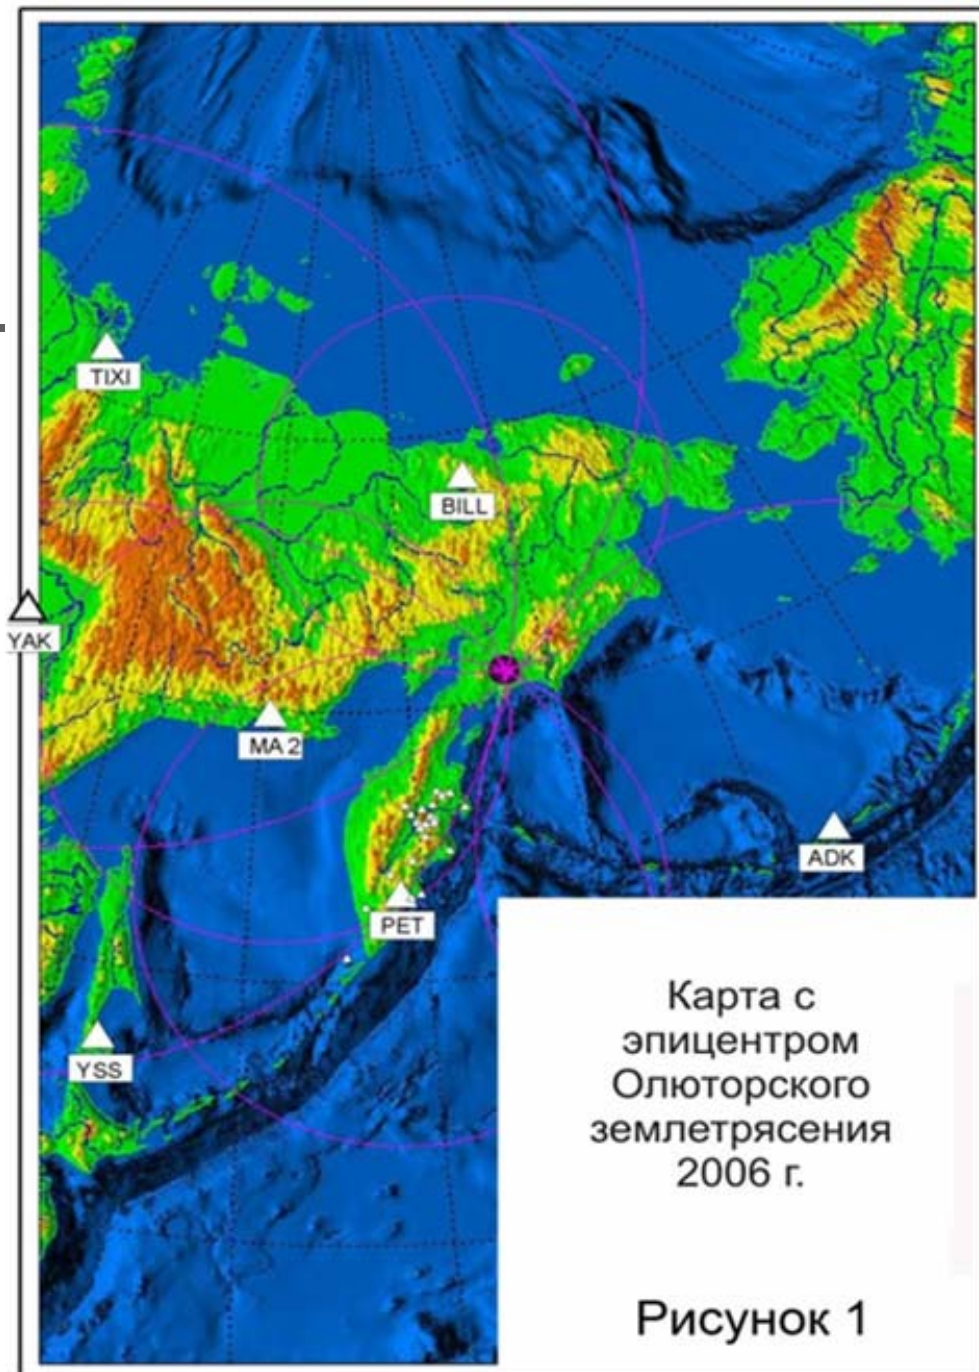 TIXI
BILL
YAK
MA 2
ADK
PET
YSS
Карта с
эпицентром
Олюторского
землетрясения
2006 г.
Рисунок 1